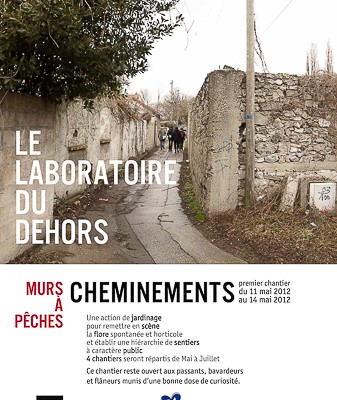 LE
LABORATOIRE
DU
DEHORS
MURS
À
PÊCHES
CHEMINEMENTS
premier chantier
du 11 mai 2012
au 14 mai 2012
Une action de jardinage
pour remettre en scène
la flore spontanée et horticole
et établir une hiérarchie de sentiers
à caractère public
4 chantiers seront répartis de Mai à Juillet
Ce chantier reste ouvert aux passants, bavardeurs
et flâneurs munis d'une bonne dose de curiosité.